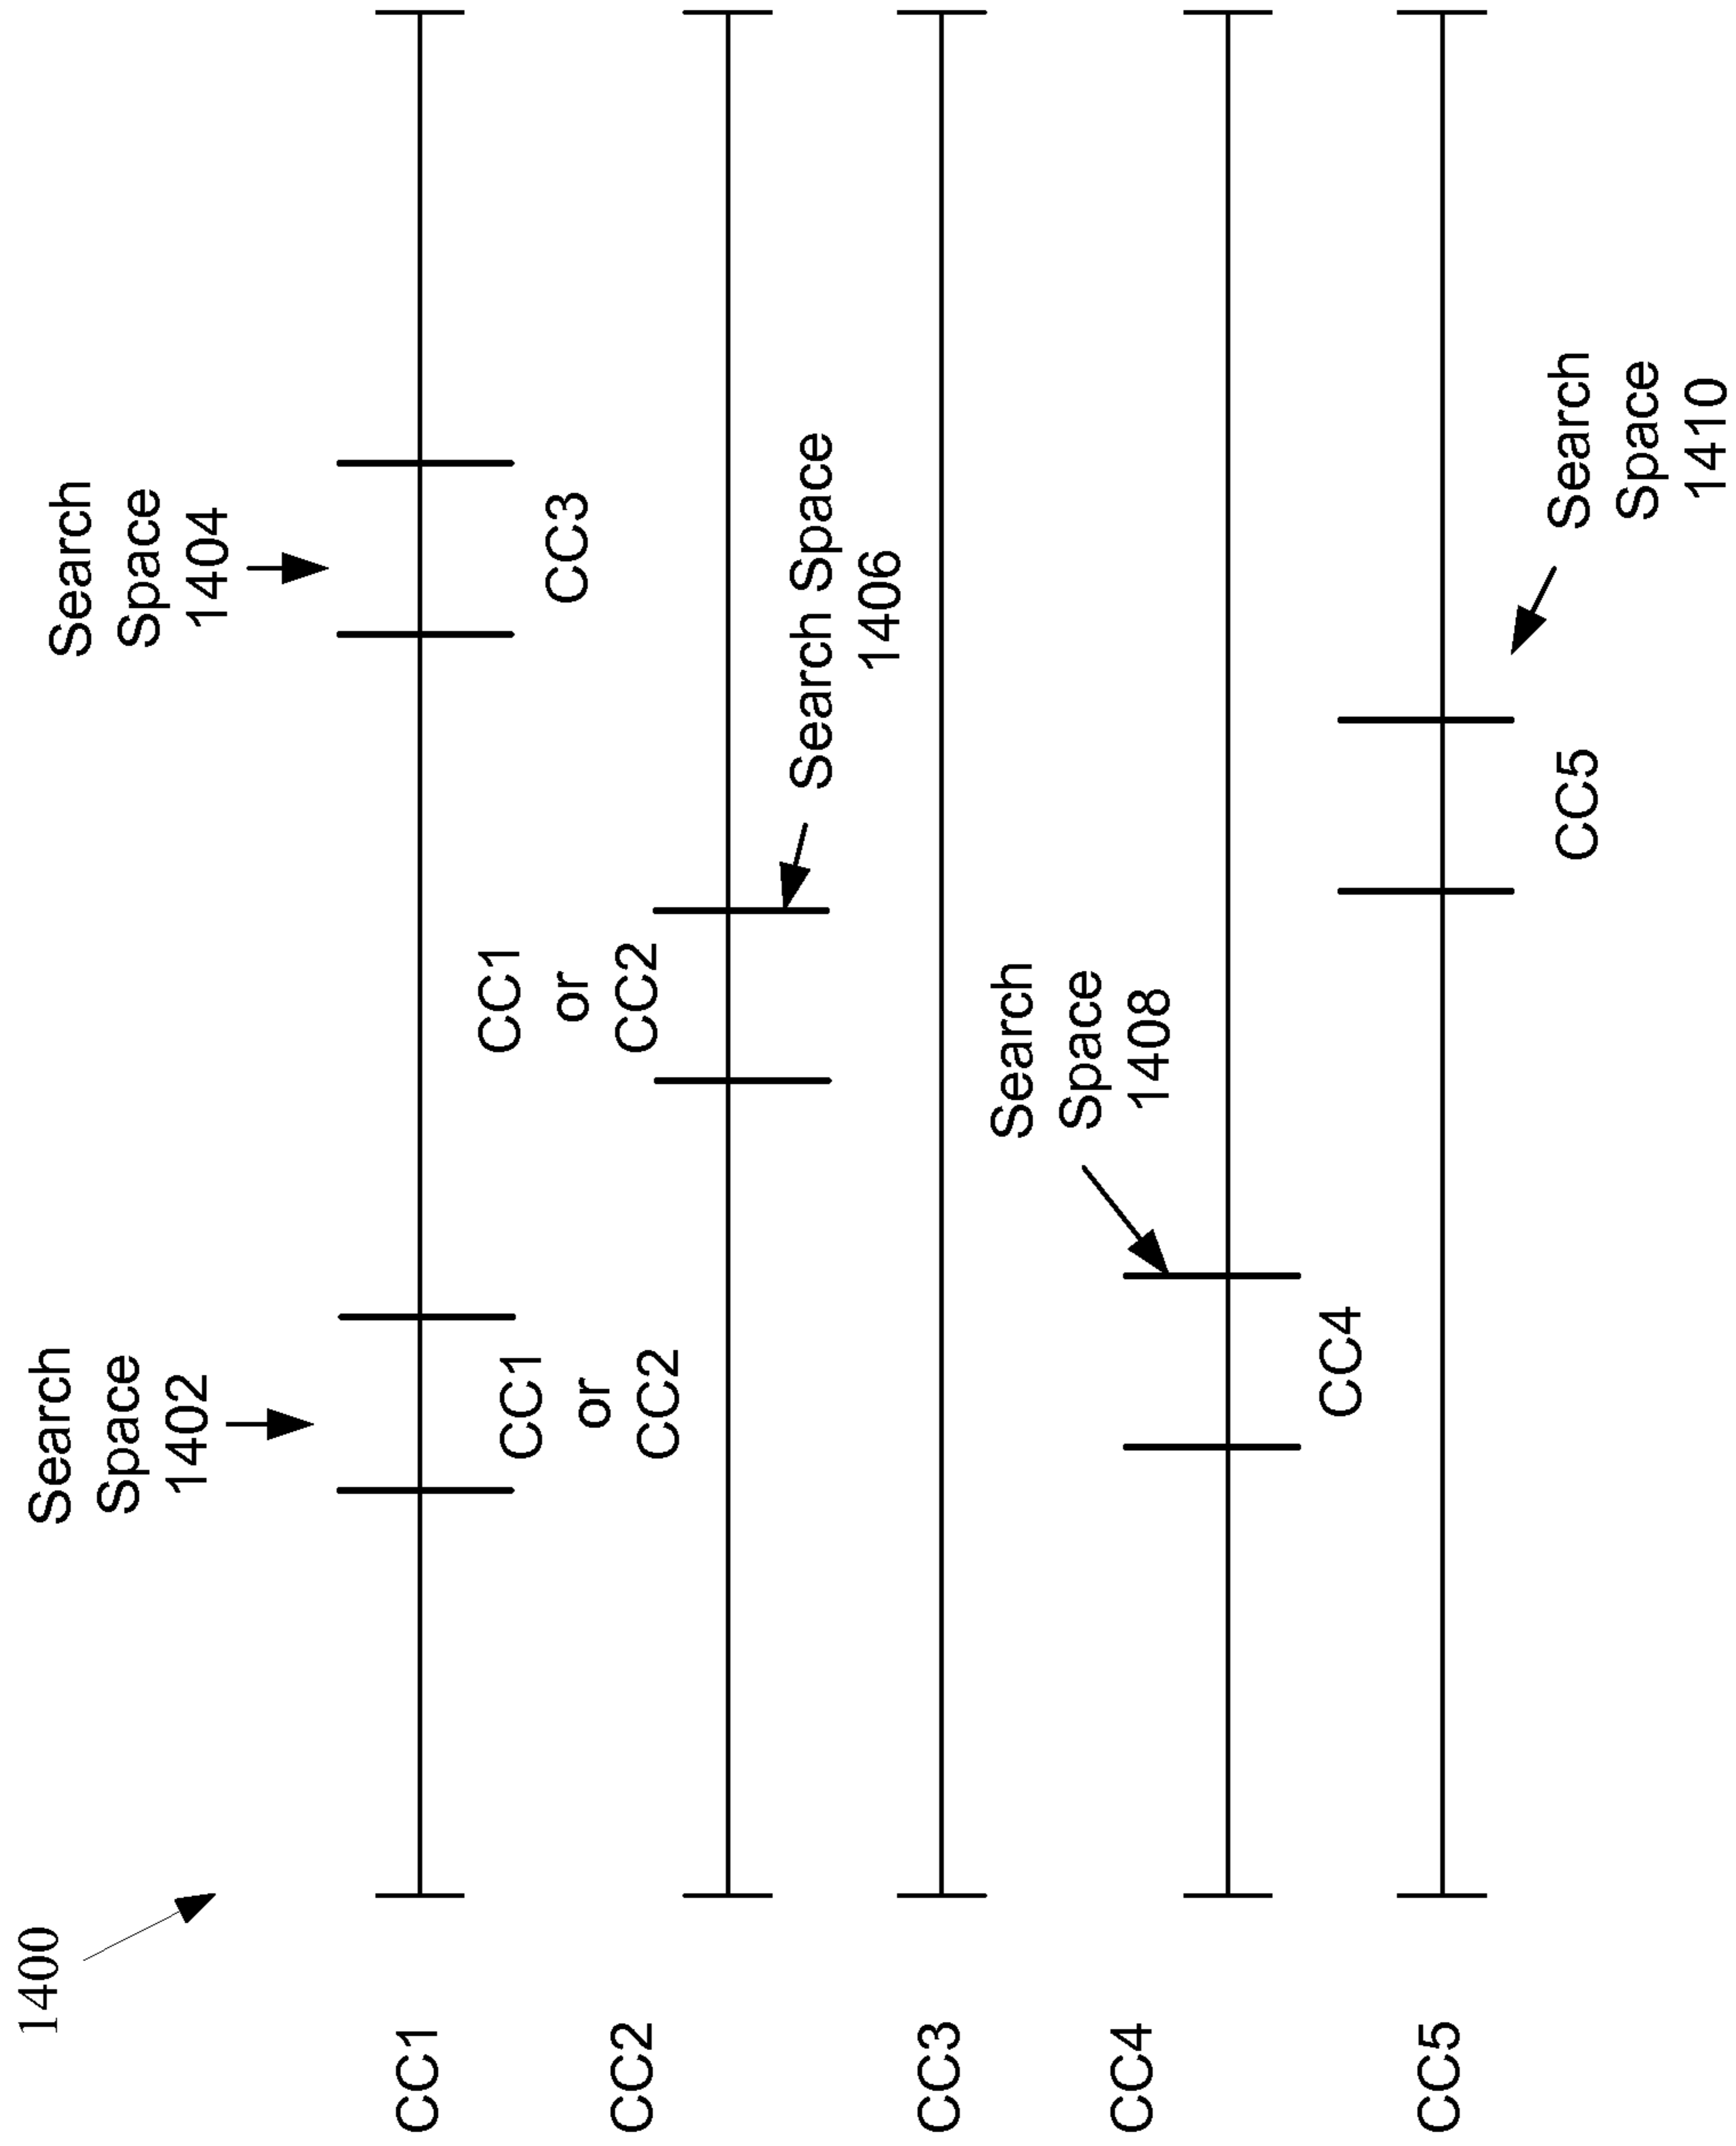 1400
Search
Space
1402
Search
Space
1404
CC1
CC1
or
CC2
CC3
CC2
CC1
or
CC2
Search Space
1406
CC3
Search
Space
1408
CC4
CC4
CC5
CC5
Search
Space
1410